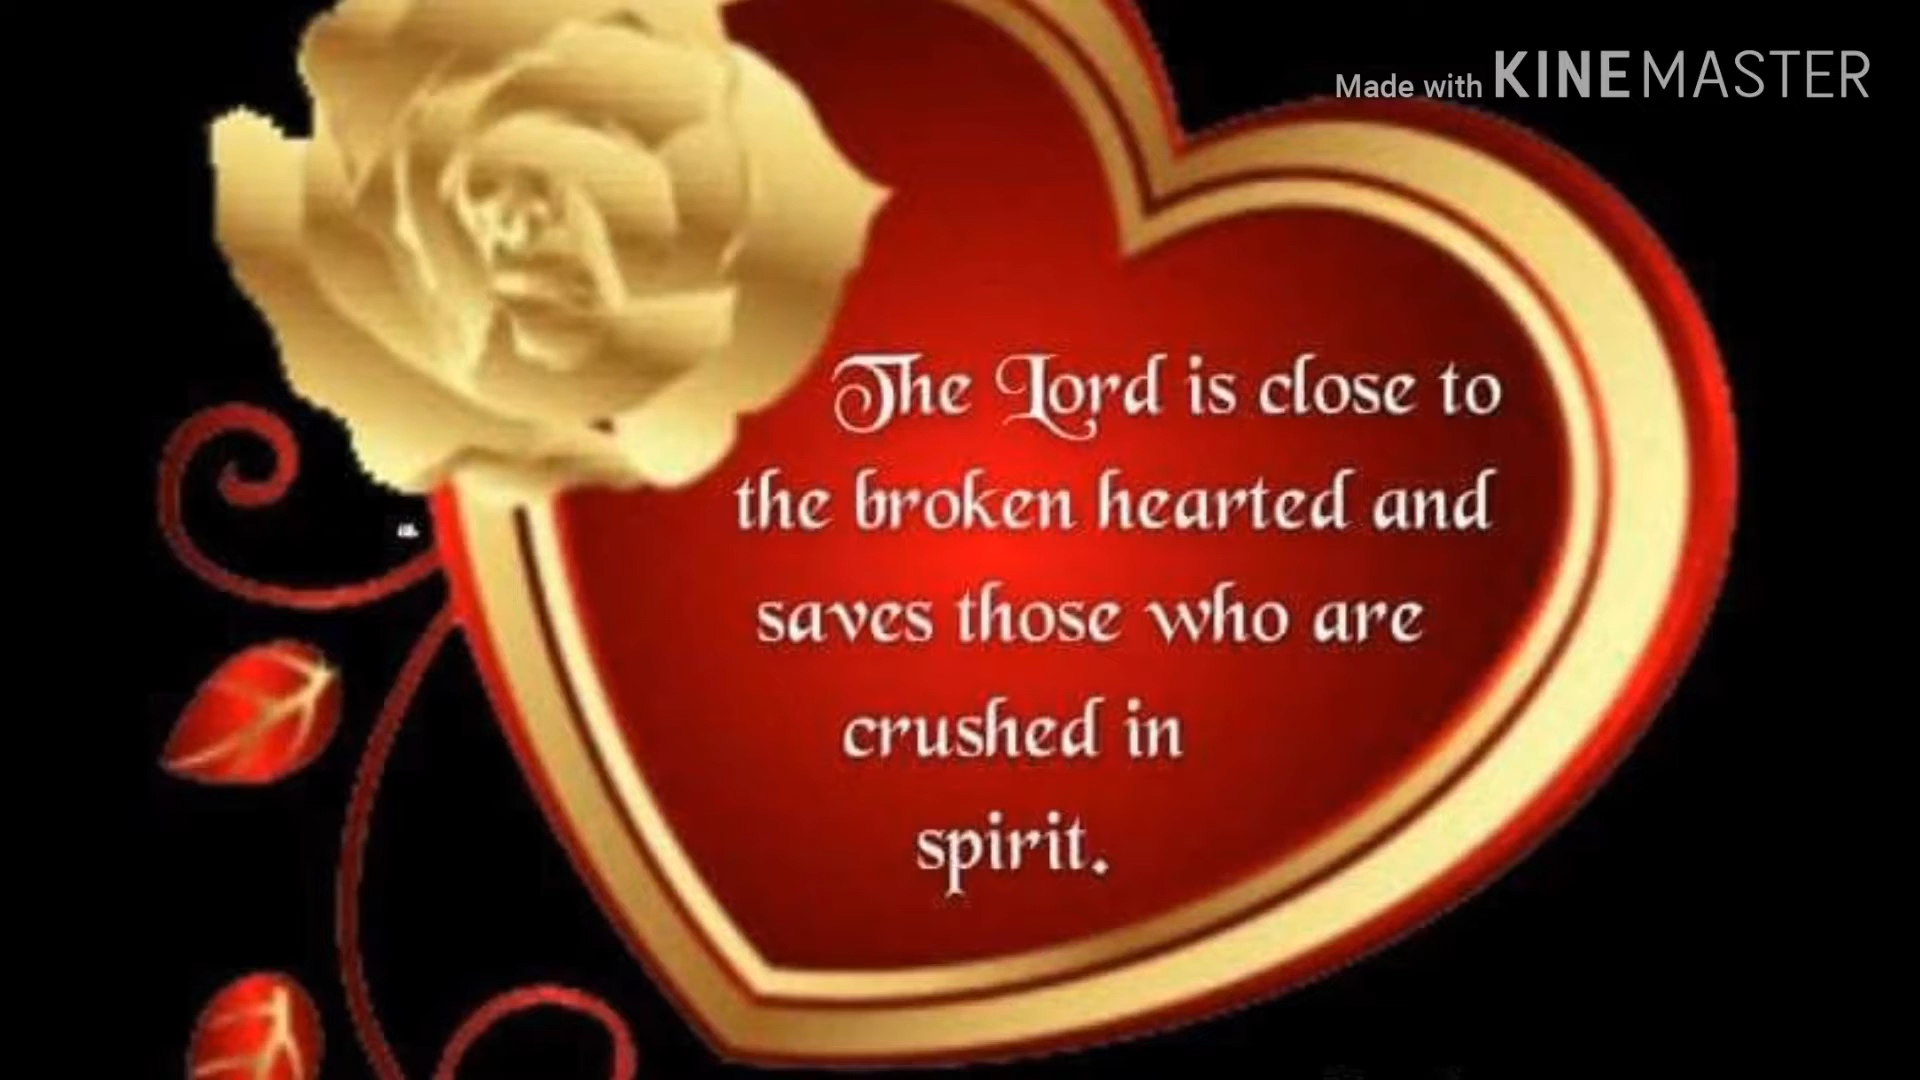 Made with KINEMASTER
The Lord is close to
the broken hearted and
saves those who are
crushed in
spirit.